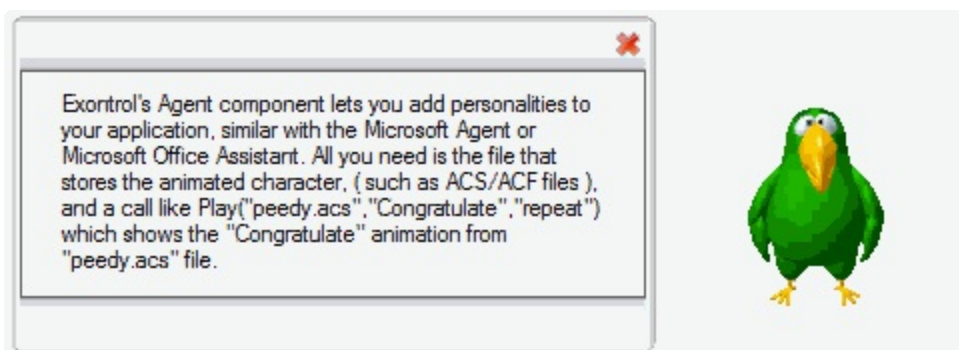 Exontrol's Agent component lets you add personalities to
your application, similar with the Microsoft Agent or
Microsoft Office Assistant. All you need is the file that
stores the animated character, ( such as ACS/ACF files ),
and a call like Play("peedy.acs","Congratulate","repeat")
which shows the "Congratulate" animation from
"peedy.acs" file.